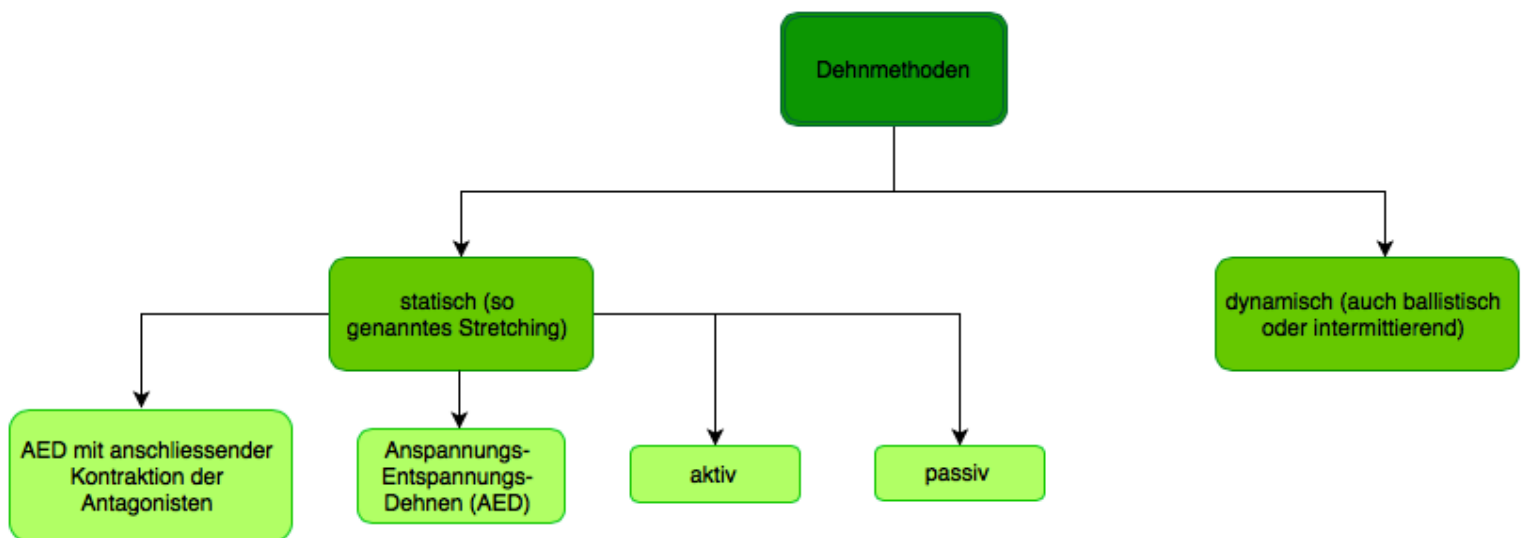 Dehnmethoden
statisch (so
genanntes Stretching)
dynamisch (auch ballistisch
oder intermittierend)
AED mit anschliessender
Kontraktion der
Antagonisten
Anspannungs-
Entspannungs-
Dehnen (AED)
aktiv
passiv